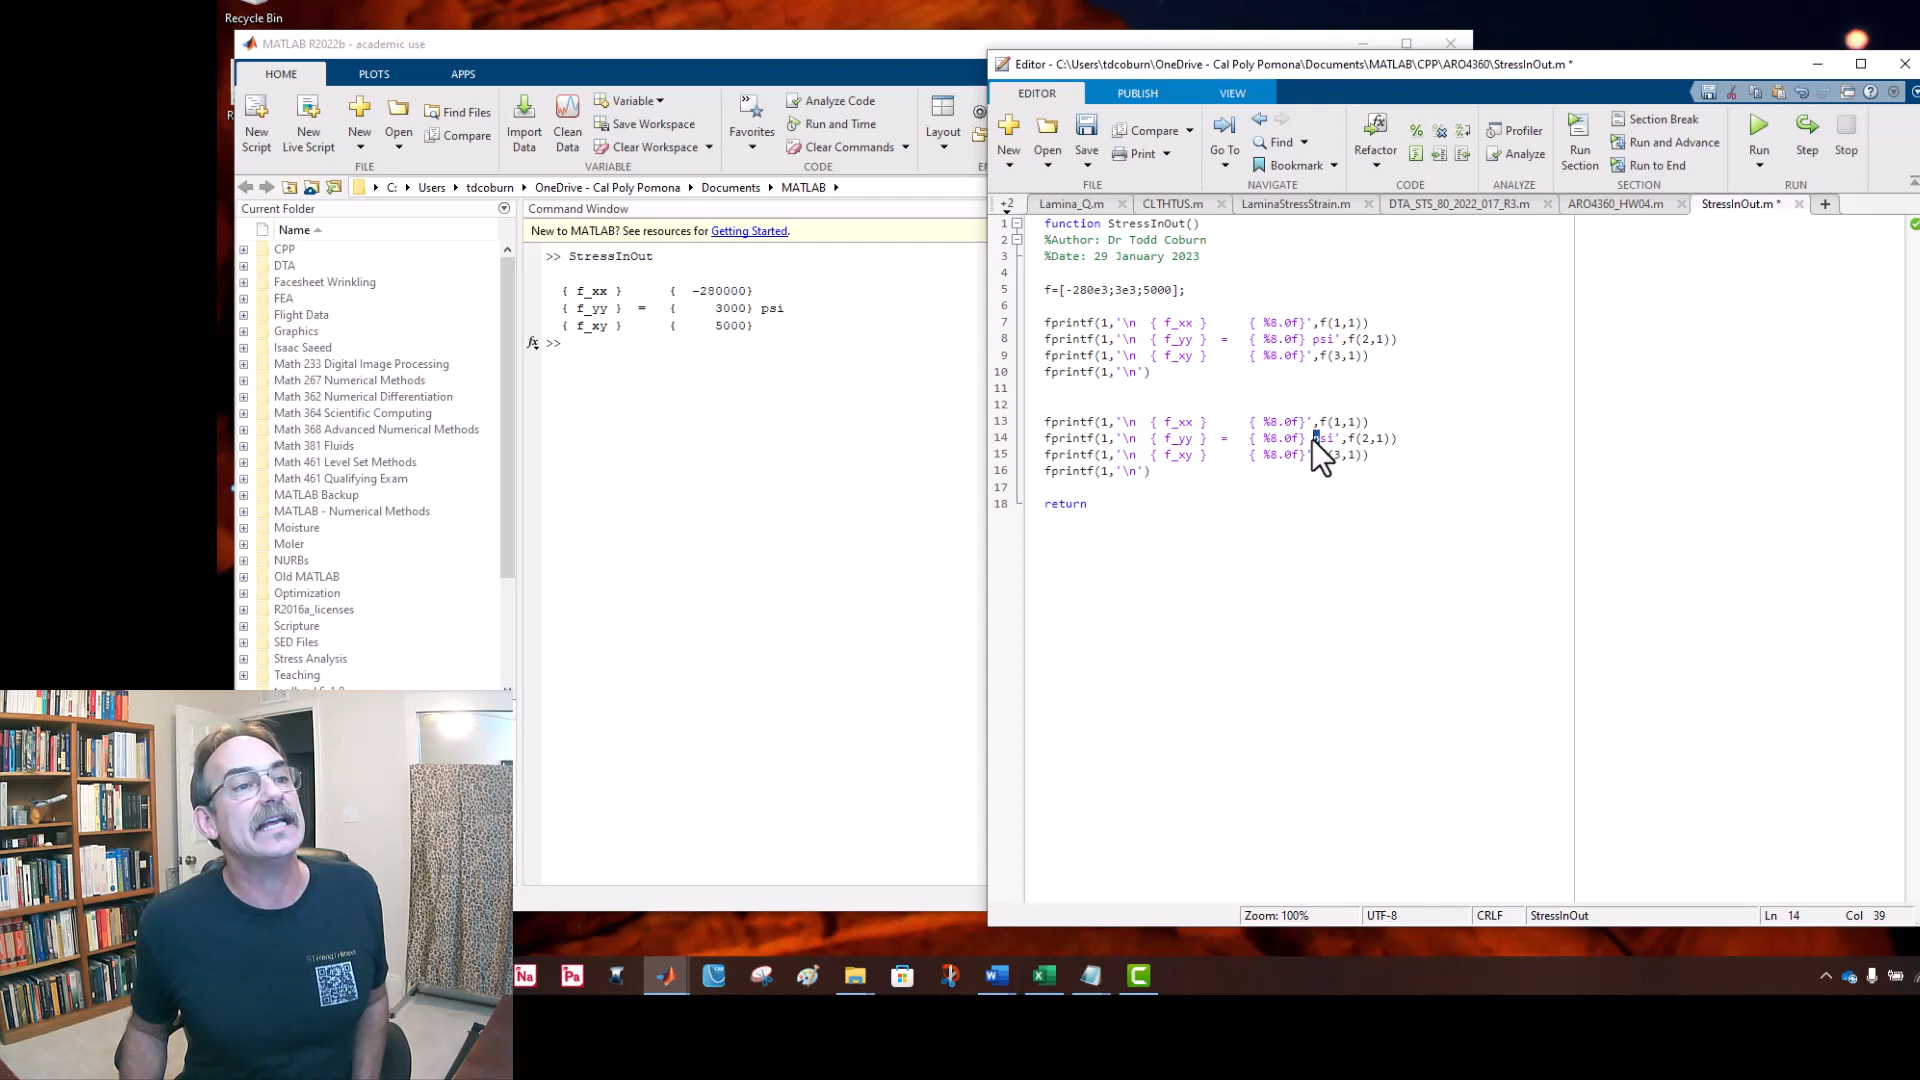 Recycle Bin
MATLAB R2022b - academic use
HOME PLOTS APPS
New Script
New Live Script
New
Open
Find Files
Compare
FILE
Import Data
Clean Data
Variable
Save Workspace
Clear Workspace
VARIABLE
Favorites
Analyze Code
Run and Time
Clear Commands
CODE
Layout
C: Users tdcoburn OneDrive - Cal Poly Pomona Documents MATLAB
Current Folder
Name
CPP
DTA
Facesheet Wrinkling
FEA
Flight Data
Graphics
Isaac Saeed
Math 233 Digital Image Processing
Math 267 Numerical Methods
Math 362 Numerical Differentiation
Math 364 Scientific Computing
Math 368 Advanced Numerical Methods
Math 381 Fluids
Math 461 Level Set Methods
Math 461 Qualifying Exam
MATLAB Backup
MATLAB - Numerical Methods
Moisture
Moler
NURBs
Old MATLAB
Optimization
R2016a_licenses
Scripture
SED Files
Stress Analysis
Teaching
Command Window
New to MATLAB? See resources for Getting Started.
>> StressInOut
{ f_xx } { -280000}
{ f_yy } = { 3000} psi
{ f_xy } { 5000}
fx >>
Editor - C:\Users\tdcoburn\OneDrive - Cal Poly Pomona\Documents\MATLAB\CPP\ARO4360\StressInOut.m *
EDITOR PUBLISH VIEW
New
Open
Save
Compare
Print
FILE
Go To
Find
Bookmark
NAVIGATE
Refactor
CODE
Profiler
Analyze
ANALYZE
Run Section
Section Break
Run and Advance
Run to End
SECTION
Run
Step
Stop
RUN
+2 Lamina_Q.m CLTHTUS.m LaminaStressStrain.m DTA_STS_80_2022_017_R3.m ARO4360_HW04.m StressInOut.m *
1 function StressInOut()
2 %Author: Dr Todd Coburn
3 %Date: 29 January 2023
4
5 f=[-280e3;3e3;5000];
6
7 fprintf(1,'\n { f_xx } { %8.0f}',f(1,1))
8 fprintf(1,'\n { f_yy } = { %8.0f} psi',f(2,1))
9 fprintf(1,'\n { f_xy } { %8.0f}',f(3,1))
10 fprintf(1,'\n')
11
12
13 fprintf(1,'\n { f_xx } { %8.0f}',f(1,1))
14 fprintf(1,'\n { f_yy } = { %8.0f} psi',f(2,1))
15 fprintf(1,'\n { f_xy } { %8.0f}' (3,1))
16 fprintf(1,'\n')
17
18 return
Zoom: 100% UTF-8 CRLF StressInOut Ln 14 Col 39
Na Pa